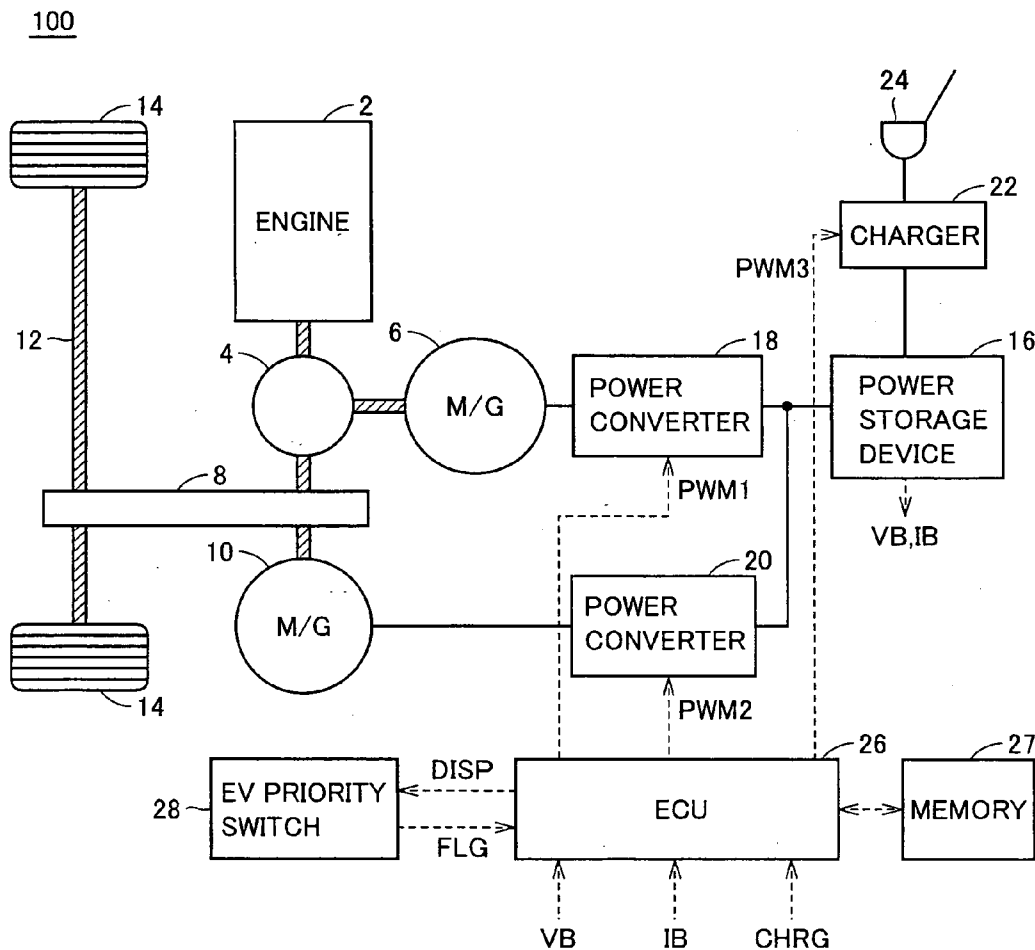 100
14
2
24
ENGINE
22
CHARGER
PWM3
12
6
4
18
16
M/G
POWER
CONVERTER
POWER
STORAGE
DEVICE
8
PWM1
VB,IB
10
20
M/G
POWER
CONVERTER
14
PWM2
26
27
28
EV PRIORITY
SWITCH
DISP
FLG
ECU
MEMORY
VB
IB
CHRG